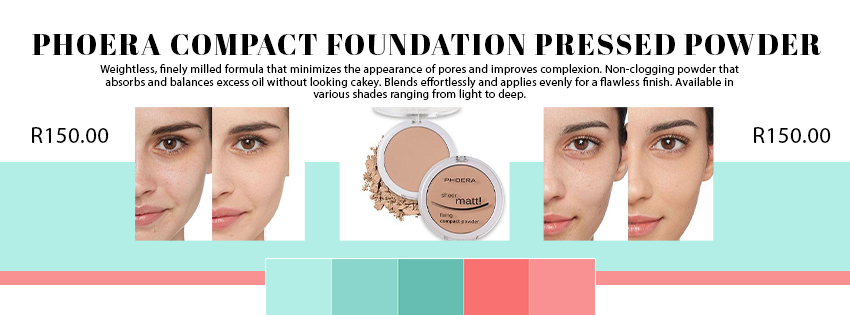 PHOERA COMPACT FOUNDATION PRESSED POWDER
Weightless, finely milled formula that minimizes the appearance of pores and improves complexion. Non-clogging powder that
absorbs and balances excess oil without looking cakey. Blends effortlessly and applies evenly for a flawless finish. Available in
various shades ranging from light to deep.
R150.00
R150.00
PHOERA
sheer
matt!
fixing
compact powder